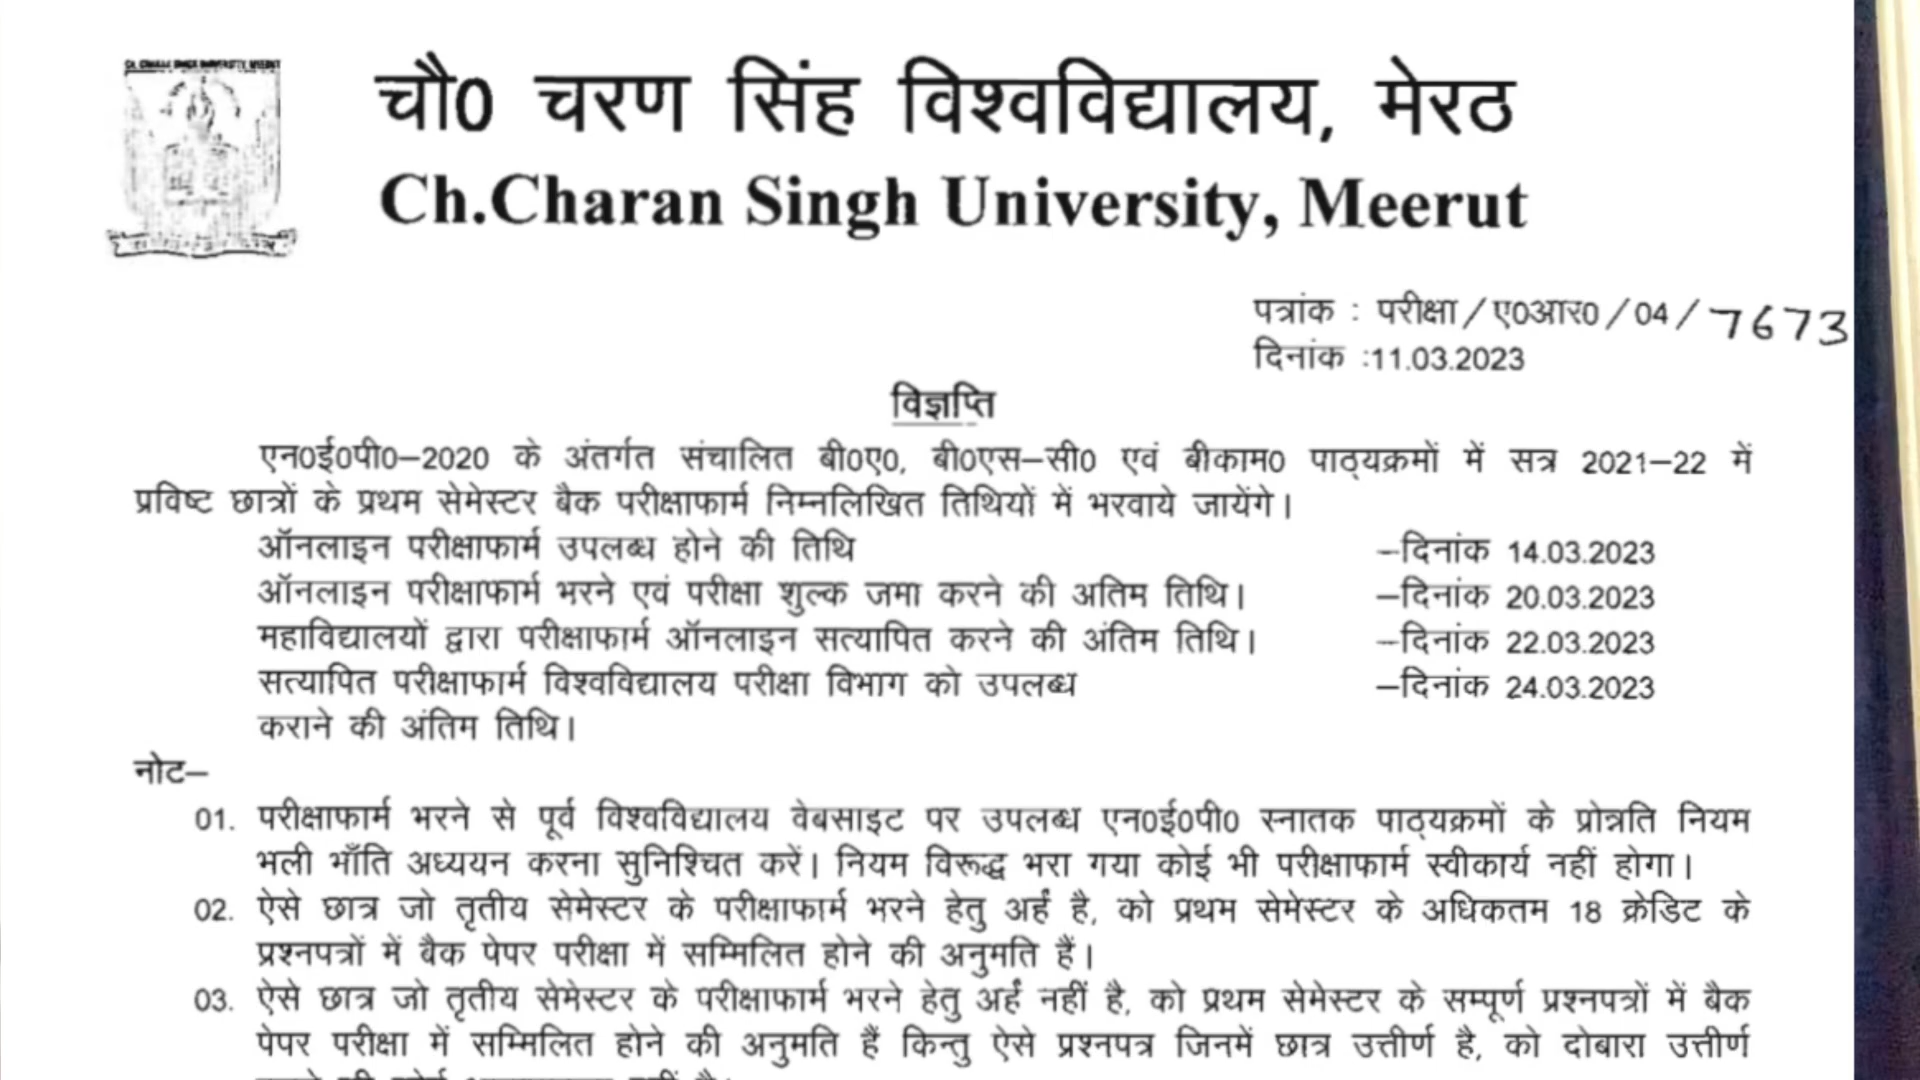 CH. CHARAN SINGH UNIVERSITY, MEERUT
चौ0 चरण सिंह विश्वविद्यालय, मेरठ
Ch.Charan Singh University, Meerut
पत्रांक : परीक्षा/ए0आर0/04/7673
दिनांक :11.03.2023
विज्ञप्ति
एन0ई0पी0–2020 के अंतर्गत संचालित बी0ए0, बी0एस–सी0 एवं बीकाम0 पाठ्यक्रमों में सत्र 2021–22 में
प्रविष्ट छात्रों के प्रथम सेमेस्टर बैक परीक्षाफार्म निम्नलिखित तिथियों में भरवाये जायेंगे।
ऑनलाइन परीक्षाफार्म उपलब्ध होने की तिथि –दिनांक 14.03.2023
ऑनलाइन परीक्षाफार्म भरने एवं परीक्षा शुल्क जमा करने की अतिम तिथि। –दिनांक 20.03.2023
महाविद्यालयों द्वारा परीक्षाफार्म ऑनलाइन सत्यापित करने की अंतिम तिथि। –दिनांक 22.03.2023
सत्यापित परीक्षाफार्म विश्वविद्यालय परीक्षा विभाग को उपलब्ध –दिनांक 24.03.2023
कराने की अंतिम तिथि।
नोट–
01. परीक्षाफार्म भरने से पूर्व विश्वविद्यालय वेबसाइट पर उपलब्ध एन0ई0पी0 स्नातक पाठ्यक्रमों के प्रोन्नति नियम
भली भाँति अध्ययन करना सुनिश्चित करें। नियम विरूद्ध भरा गया कोई भी परीक्षाफार्म स्वीकार्य नहीं होगा।
02. ऐसे छात्र जो तृतीय सेमेस्टर के परीक्षाफार्म भरने हेतु अर्ह है, को प्रथम सेमेस्टर के अधिकतम 18 क्रेडिट के
प्रश्नपत्रों में बैक पेपर परीक्षा में सम्मिलित होने की अनुमति हैं।
03. ऐसे छात्र जो तृतीय सेमेस्टर के परीक्षाफार्म भरने हेतु अर्ह नहीं है, को प्रथम सेमेस्टर के सम्पूर्ण प्रश्नपत्रों में बैक
पेपर परीक्षा में सम्मिलित होने की अनुमति हैं किन्तु ऐसे प्रश्नपत्र जिनमें छात्र उत्तीर्ण है, को दोबारा उत्तीर्ण